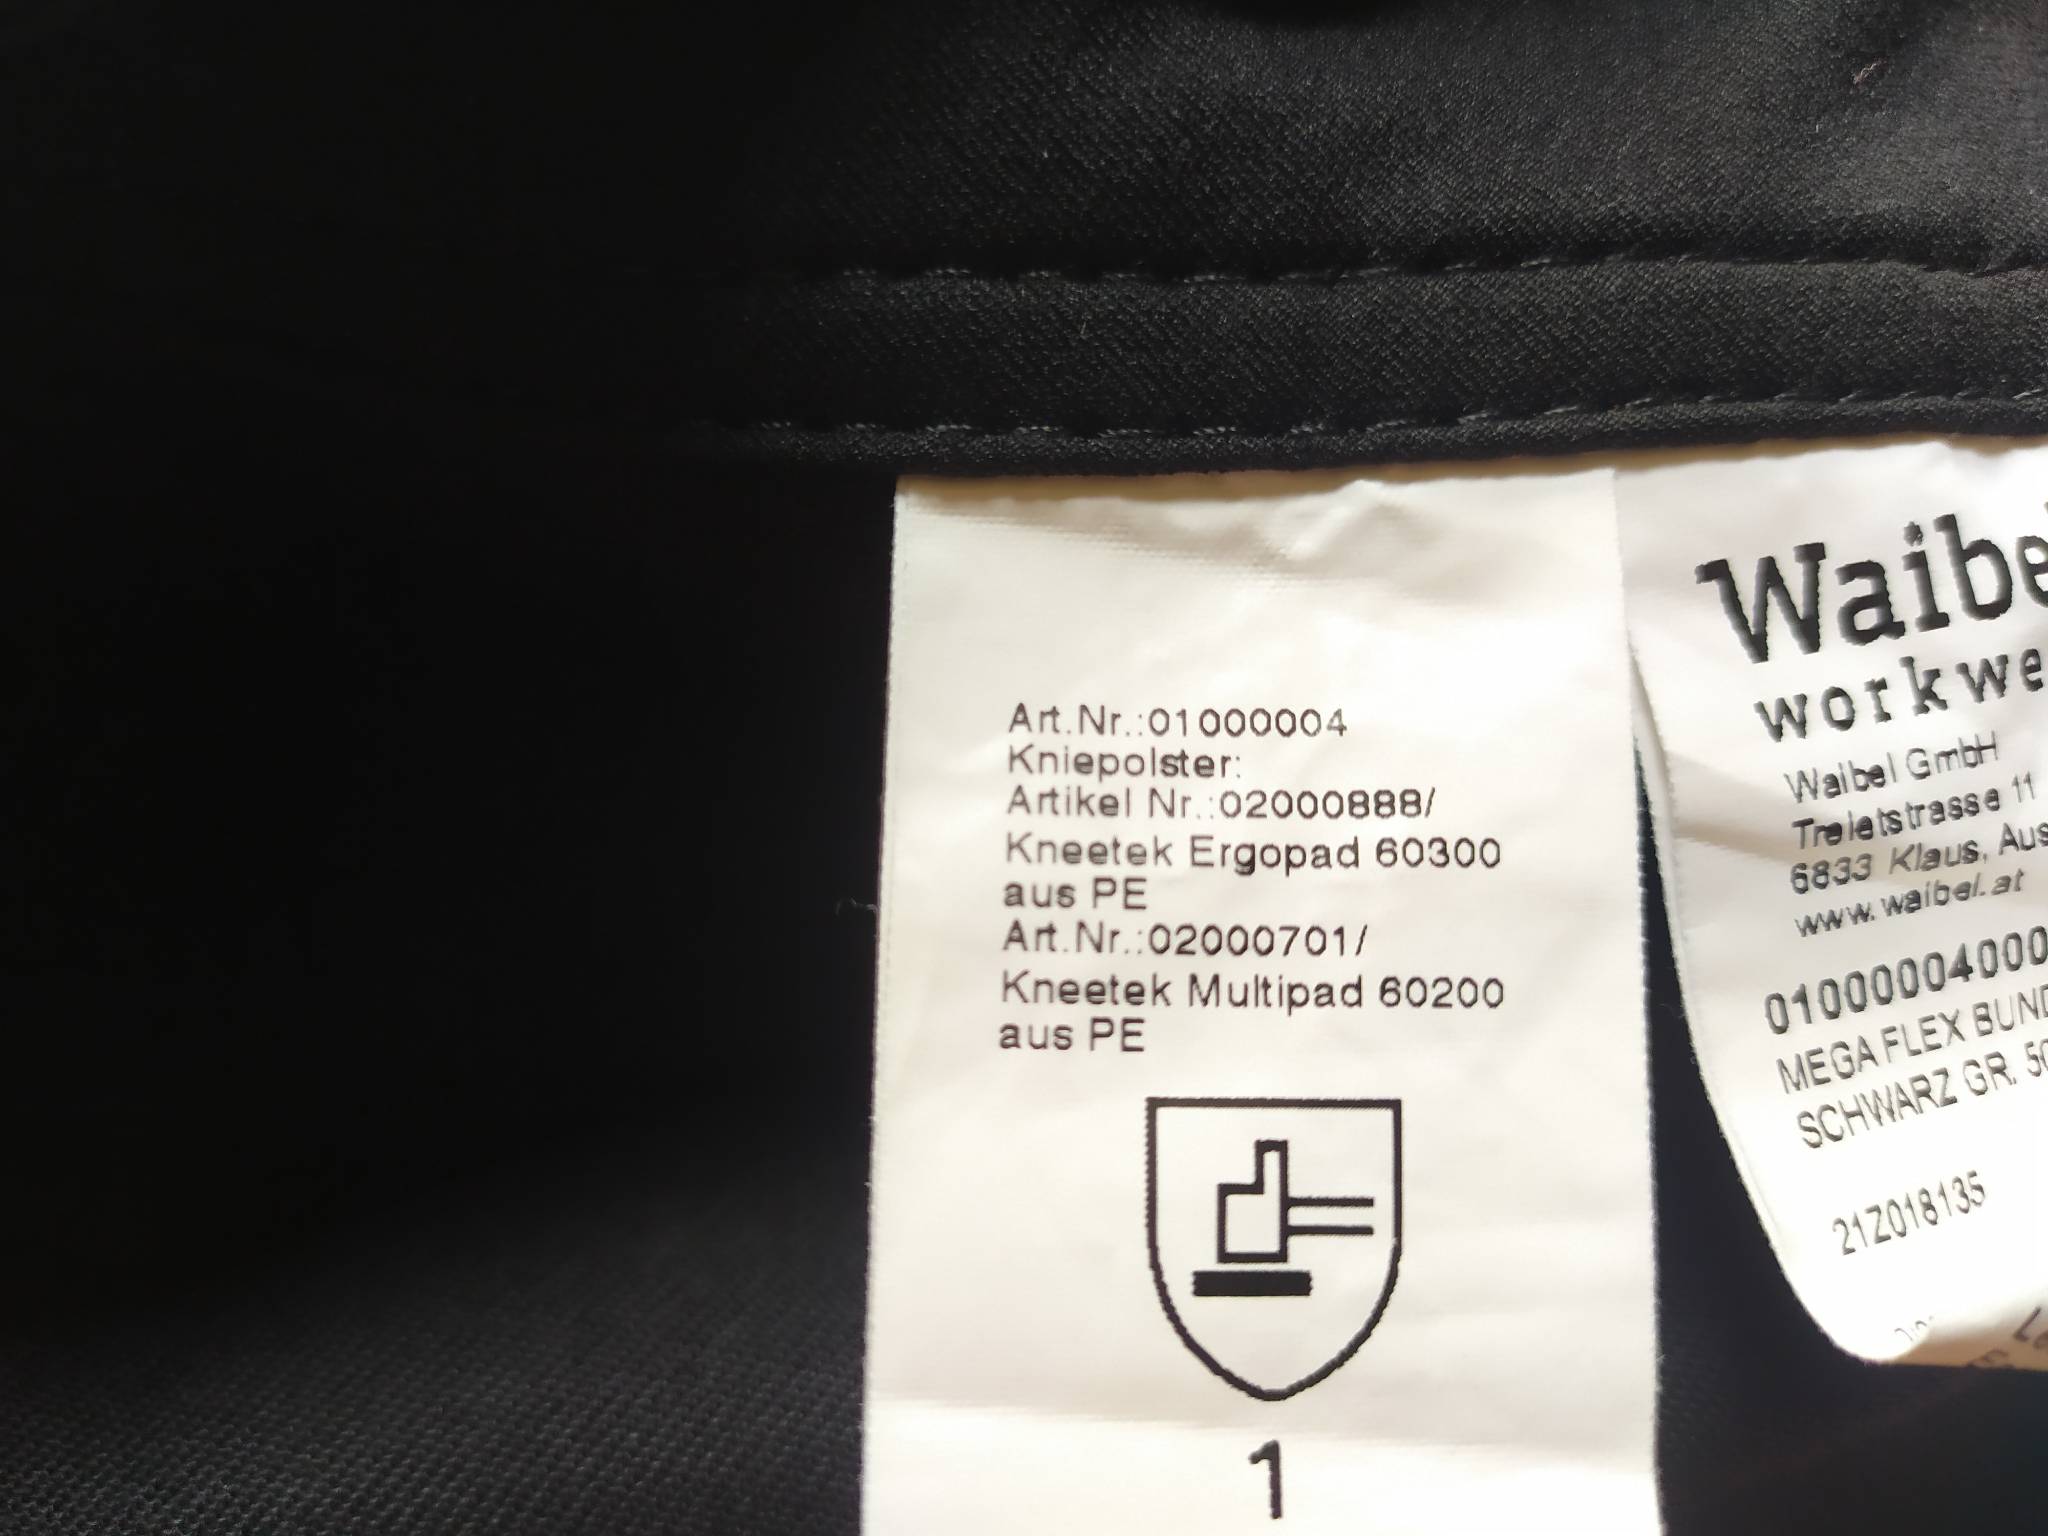 Art.Nr.:01000004
Kniepolster:
Artikel Nr.:02000888/
Kneetek Ergopad 60300
aus PE
Art.Nr.:02000701/
Kneetek Multipad 60200
aus PE
1
Waibel
workwe
Waibel GmbH
Treietstrasse 11
6833 Klaus, Aus
www.waibel.at
01000004000
MEGA FLEX BUND
SCHWARZ GR. 50
21Z018135